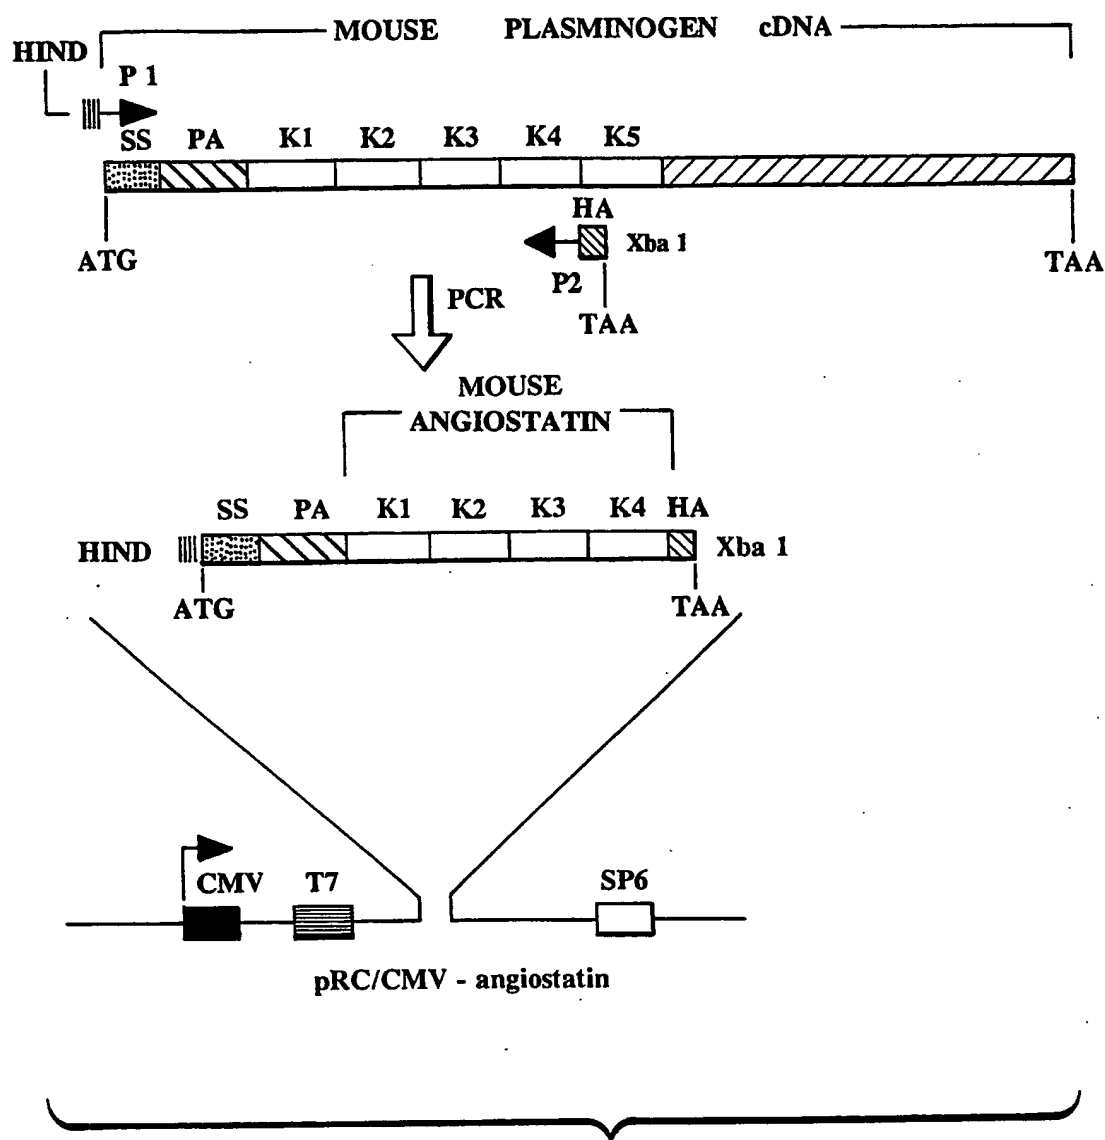 MOUSE PLASMINOGEN cDNA
HIND
P 1
SS PA K1 K2 K3 K4 K5
HA
Xba 1
ATG
P2
TAA
TAA
PCR
MOUSE
ANGIOSTATIN
SS PA K1 K2 K3 K4 HA
HIND
Xba 1
ATG
TAA
CMV T7 SP6
pRC/CMV - angiostatin